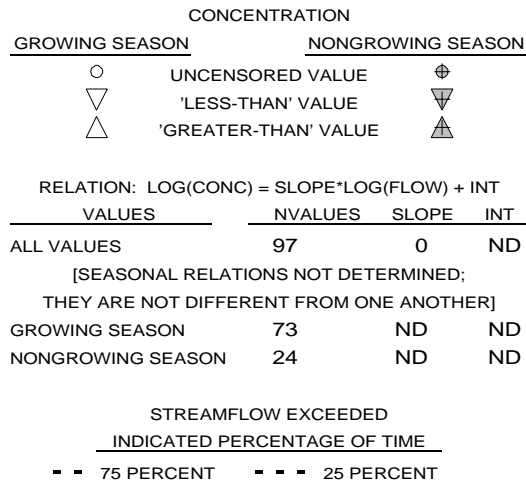 CONCENTRATION
GROWING SEASON NONGROWING SEASON
UNCENSORED VALUE
'LESS-THAN' VALUE
'GREATER-THAN' VALUE
RELATION: LOG(CONC) = SLOPE*LOG(FLOW) + INT
VALUES NVALUES SLOPE INT
ALL VALUES 97 0 ND
[SEASONAL RELATIONS NOT DETERMINED;
THEY ARE NOT DIFFERENT FROM ONE ANOTHER]
GROWING SEASON 73 ND ND
NONGROWING SEASON 24 ND ND
STREAMFLOW EXCEEDED
INDICATED PERCENTAGE OF TIME
75 PERCENT 25 PERCENT